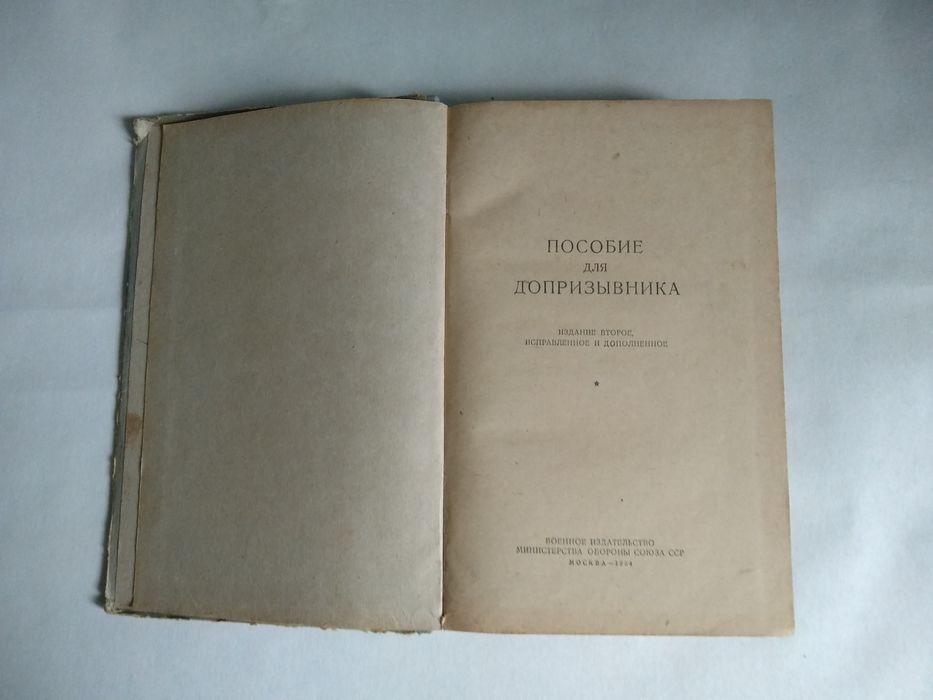 ПОСОБИЕ
ДЛЯ
ДОПРИЗЫВНИКА
ИЗДАНИЕ ВТОРОЕ,
ИСПРАВЛЕННОЕ И ДОПОЛНЕННОЕ
*
ВОЕННОЕ ИЗДАТЕЛЬСТВО
МИНИСТЕРСТВА ОБОРОНЫ СОЮЗА ССР
МОСКВА —